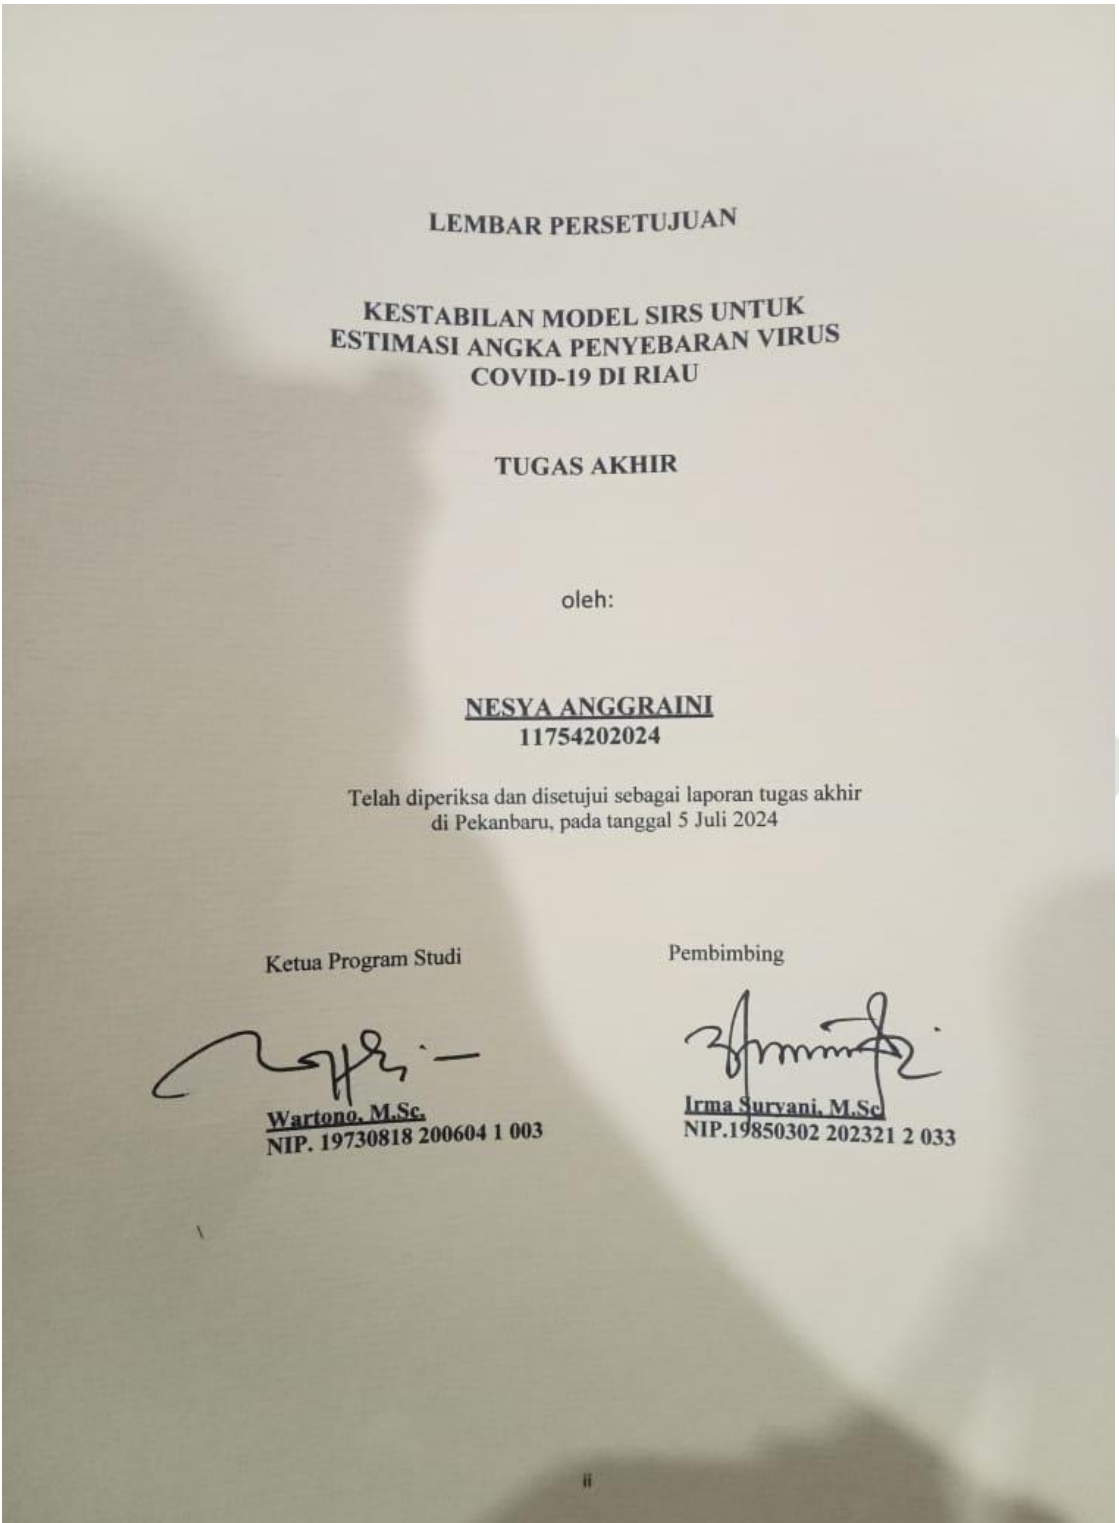 LEMBAR PERSETUJUAN
KESTABILAN MODEL SIRS UNTUK
ESTIMASI ANGKA PENYEBARAN VIRUS
COVID-19 DI RIAU
TUGAS AKHIR
oleh:
NESYA ANGGRAINI
11754202024
Telah diperiksa dan disetujui sebagai laporan tugas akhir
di Pekanbaru, pada tanggal 5 Juli 2024
Ketua Program Studi
Wartono, M.Sc.
NIP. 19730818 200604 1 003
Pembimbing
Irma Suryani, M.Sc
NIP.19850302 202321 2 033
ii